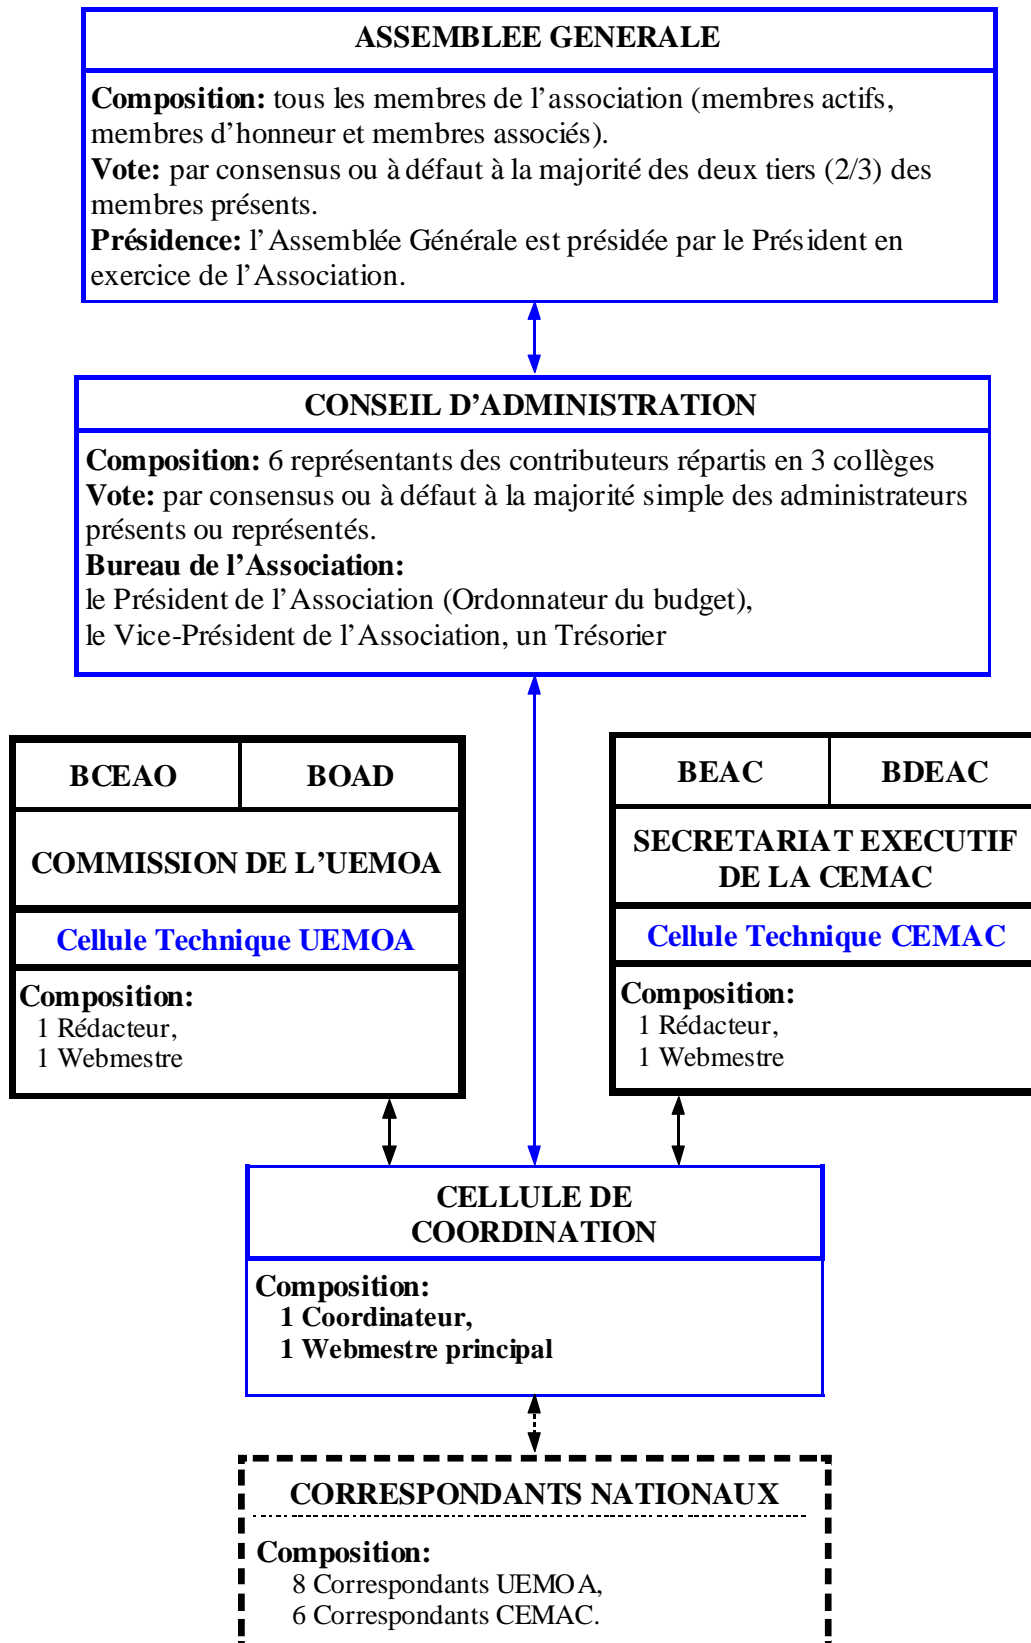 ASSEMBLEE GENERALE
Composition: tous les membres de l’association (membres actifs,
membres d’honneur et membres associés).
Vote: par consensus ou à défaut à la majorité des deux tiers (2/3) des
membres présents.
Présidence: l’Assemblée Générale est présidée par le Président en
exercice de l’Association.
CONSEIL D’ADMINISTRATION
Composition: 6 représentants des contributeurs répartis en 3 collèges
Vote: par consensus ou à défaut à la majorité simple des administrateurs
présents ou représentés.
Bureau de l’Association:
le Président de l’Association (Ordonnateur du budget),
le Vice-Président de l’Association, un Trésorier
BCEAO
BOAD
COMMISSION DE L’UEMOA
Cellule Technique UEMOA
Composition:
1 Rédacteur,
1 Webmestre
BEAC
BDEAC
SECRETARIAT EXECUTIF
DE LA CEMAC
Cellule Technique CEMAC
Composition:
1 Rédacteur,
1 Webmestre
CELLULE DE
COORDINATION
Composition:
1 Coordinateur,
1 Webmestre principal
CORRESPONDANTS NATIONAUX
Composition:
8 Correspondants UEMOA,
6 Correspondants CEMAC.